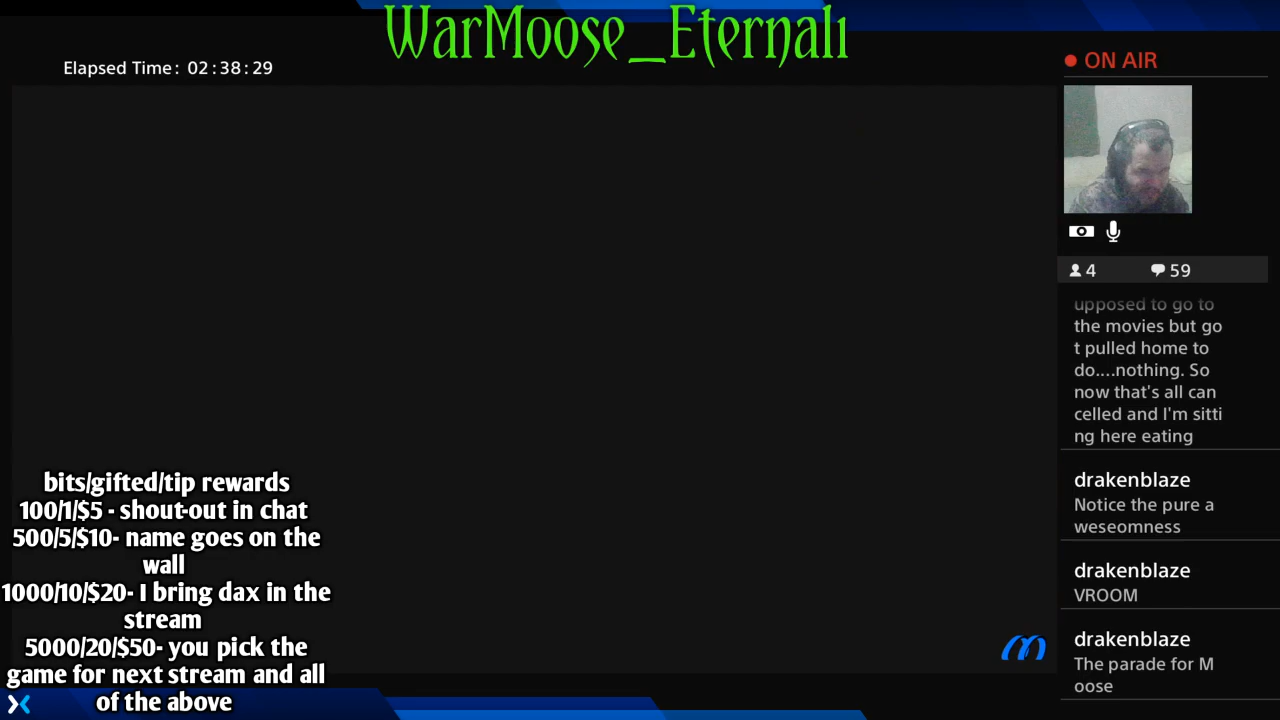 WarMoose_Eternal1
Elapsed Time: 02:38:29
ON AIR
4 59
upposed to go to
the movies but go
t pulled home to
do....nothing. So
now that's all can
celled and I'm sitti
ng here eating
drakenblaze
Notice the pure a
weseomness
drakenblaze
VROOM
drakenblaze
The parade for M
oose
bits/gifted/tip rewards
100/1/$5 - shout-out in chat
500/5/$10- name goes on the
wall
1000/10/$20- I bring dax in the
stream
5000/20/$50- you pick the
game for next stream and all
of the above